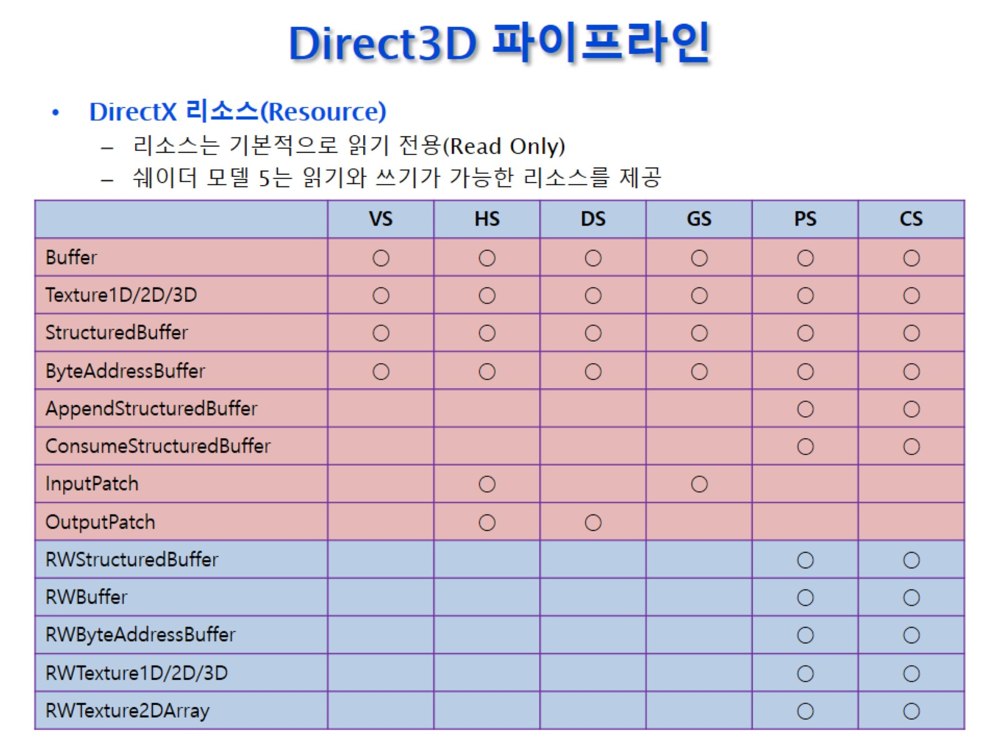 Direct3D 파이프라인
• DirectX 리소스(Resource)
– 리소스는 기본적으로 읽기 전용(Read Only)
– 쉐이더 모델 5는 읽기와 쓰기가 가능한 리소스를 제공
VS HS DS GS PS CS
Buffer ○ ○ ○ ○ ○ ○
Texture1D/2D/3D ○ ○ ○ ○ ○ ○
StructuredBuffer ○ ○ ○ ○ ○ ○
ByteAddressBuffer ○ ○ ○ ○ ○ ○
AppendStructuredBuffer ○ ○
ConsumeStructuredBuffer ○ ○
InputPatch ○ ○
OutputPatch ○ ○
RWStructuredBuffer ○ ○
RWBuffer ○ ○
RWByteAddressBuffer ○ ○
RWTexture1D/2D/3D ○ ○
RWTexture2DArray ○ ○